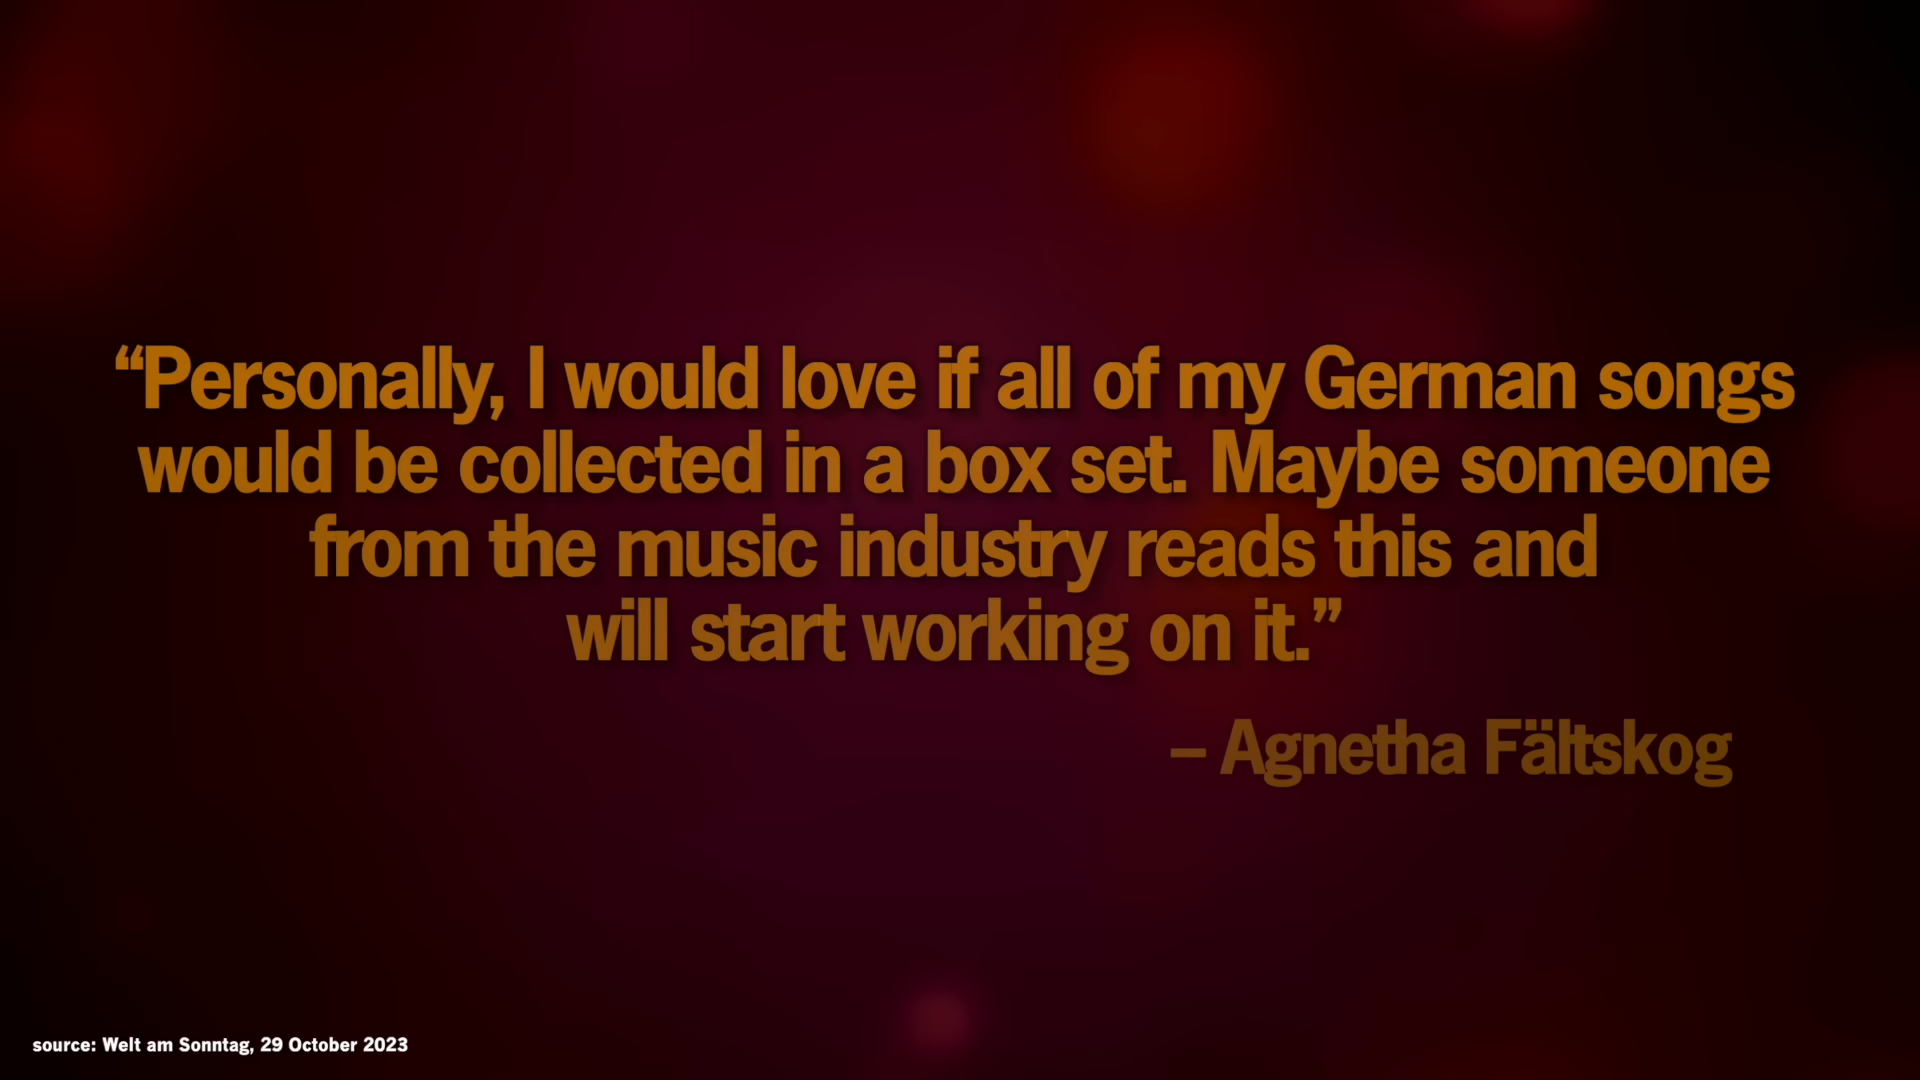 “Personally, I would love if all of my German songs
would be collected in a box set. Maybe someone
from the music industry reads this and
will start working on it.”
– Agnetha Fältskog
source: Welt am Sonntag, 29 October 2023